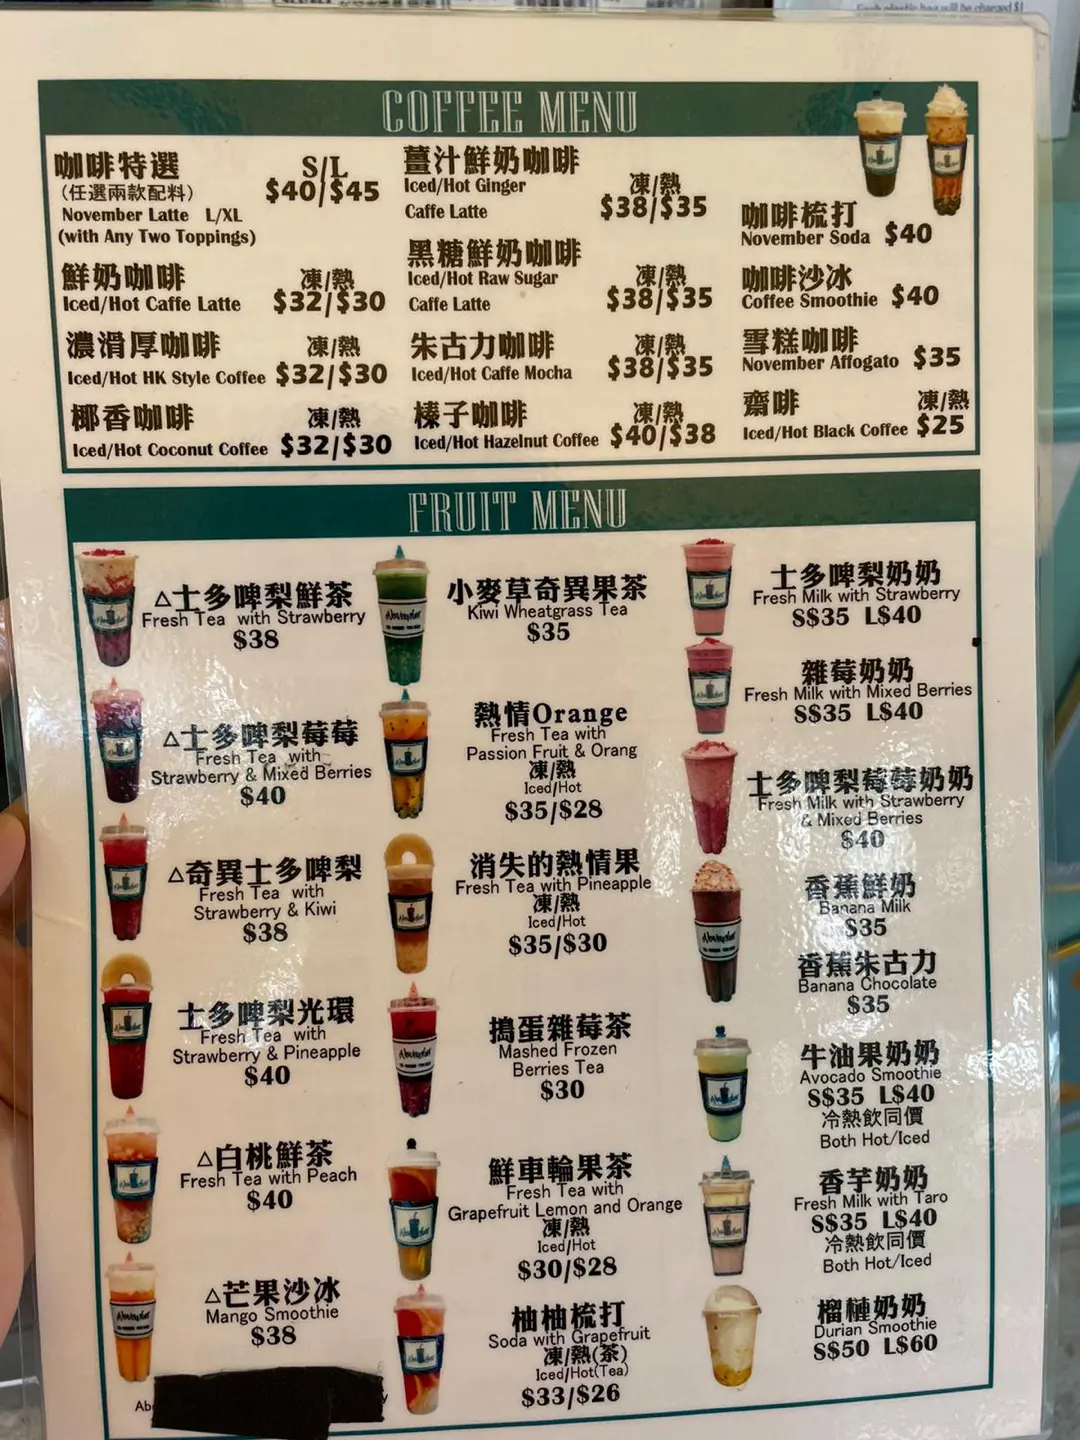 Each plastic bag will be charged $1
COFFEE MENU
咖啡特選
(任選兩款配料)
S/L
$40/$45
November Latte L/XL
(with Any Two Toppings)
鮮奶咖啡
凍/熱
Iced/Hot Caffe Latte
$32/$30
濃滑厚咖啡
凍/熱
Iced/Hot HK Style Coffee
$32/$30
椰香咖啡
凍/熱
Iced/Hot Coconut Coffee
$32/$30
薑汁鮮奶咖啡
Iced/Hot Ginger
Caffe Latte
凍/熱
$38/$35
黑糖鮮奶咖啡
Iced/Hot Raw Sugar
Caffe Latte
凍/熱
$38/$35
朱古力咖啡
凍/熱
Iced/Hot Caffe Mocha
$38/$35
榛子咖啡
凍/熱
Iced/Hot Hazelnut Coffee
$40/$38
咖啡梳打
November Soda
$40
咖啡沙冰
Coffee Smoothie
$40
雪糕咖啡
November Affogato
$35
齋啡
凍/熱
Iced/Hot Black Coffee
$25
FRUIT MENU
△士多啤梨鮮茶
Fresh Tea with Strawberry
$38
△士多啤梨莓莓
Fresh Tea with
Strawberry & Mixed Berries
$40
△奇異士多啤梨
Fresh Tea with
Strawberry & Kiwi
$38
士多啤梨光環
Fresh Tea with
Strawberry & Pineapple
$40
△白桃鮮茶
Fresh Tea with Peach
$40
△芒果沙冰
Mango Smoothie
$38
小麥草奇異果茶
Kiwi Wheatgrass Tea
$35
熱情Orange
Fresh Tea with
Passion Fruit & Orang
凍/熱
Iced/Hot
$35/$28
消失的熱情果
Fresh Tea with Pineapple
凍/熱
Iced/Hot
$35/$30
搗蛋雜莓茶
Mashed Frozen
Berries Tea
$30
鮮車輪果茶
Fresh Tea with
Grapefruit Lemon and Orange
凍/熱
Iced/Hot
$30/$28
柚柚梳打
Soda with Grapefruit
凍/熱(茶)
Iced/Hot(Tea)
$33/$26
士多啤梨奶奶
Fresh Milk with Strawberry
S$35 L$40
雜莓奶奶
Fresh Milk with Mixed Berries
S$35 L$40
士多啤梨莓莓奶奶
Fresh Milk with Strawberry
& Mixed Berries
$40
香蕉鮮奶
Banana Milk
$35
香蕉朱古力
Banana Chocolate
$35
牛油果奶奶
Avocado Smoothie
S$35 L$40
冷熱飲同價
Both Hot/Iced
香芋奶奶
Fresh Milk with Taro
S$35 L$40
冷熱飲同價
Both Hot/Iced
榴槤奶奶
Durian Smoothie
S$50 L$60